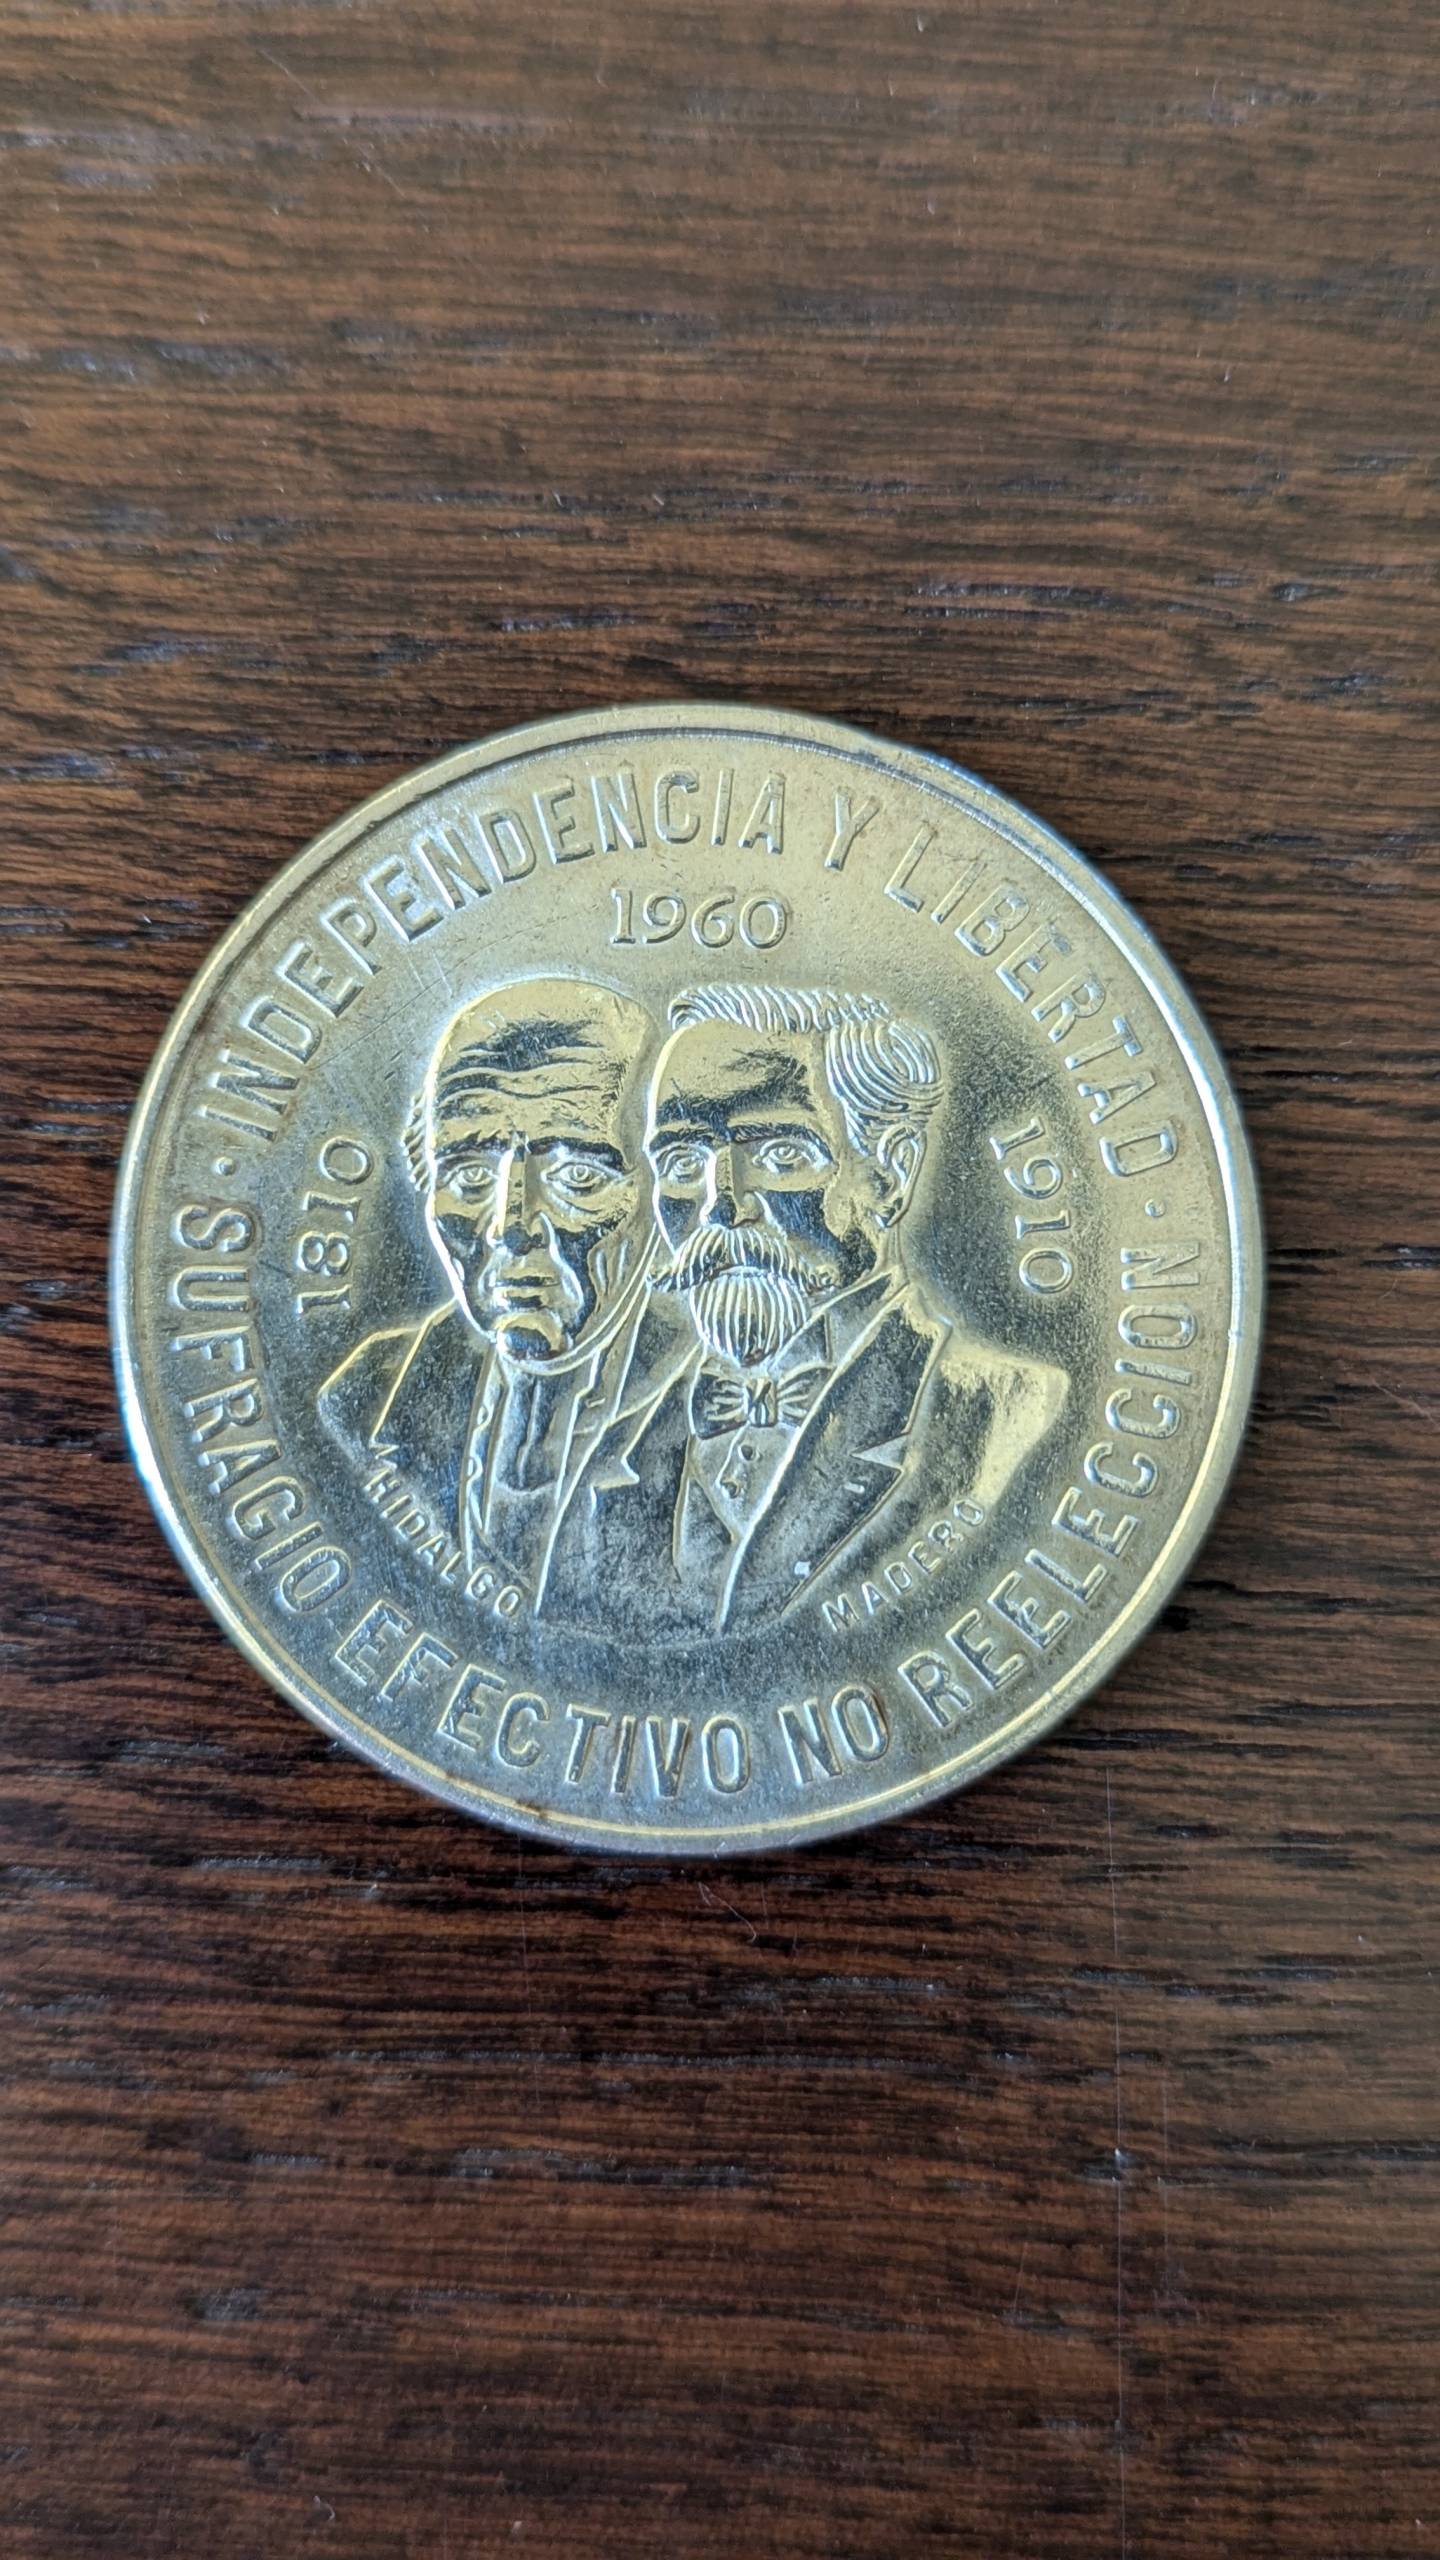 · INDEPENDENCIA Y LIBERTAD ·
1960
1810
1910
HIDALGO
MADERO
SUFRAGIO EFECTIVO NO REELECCION